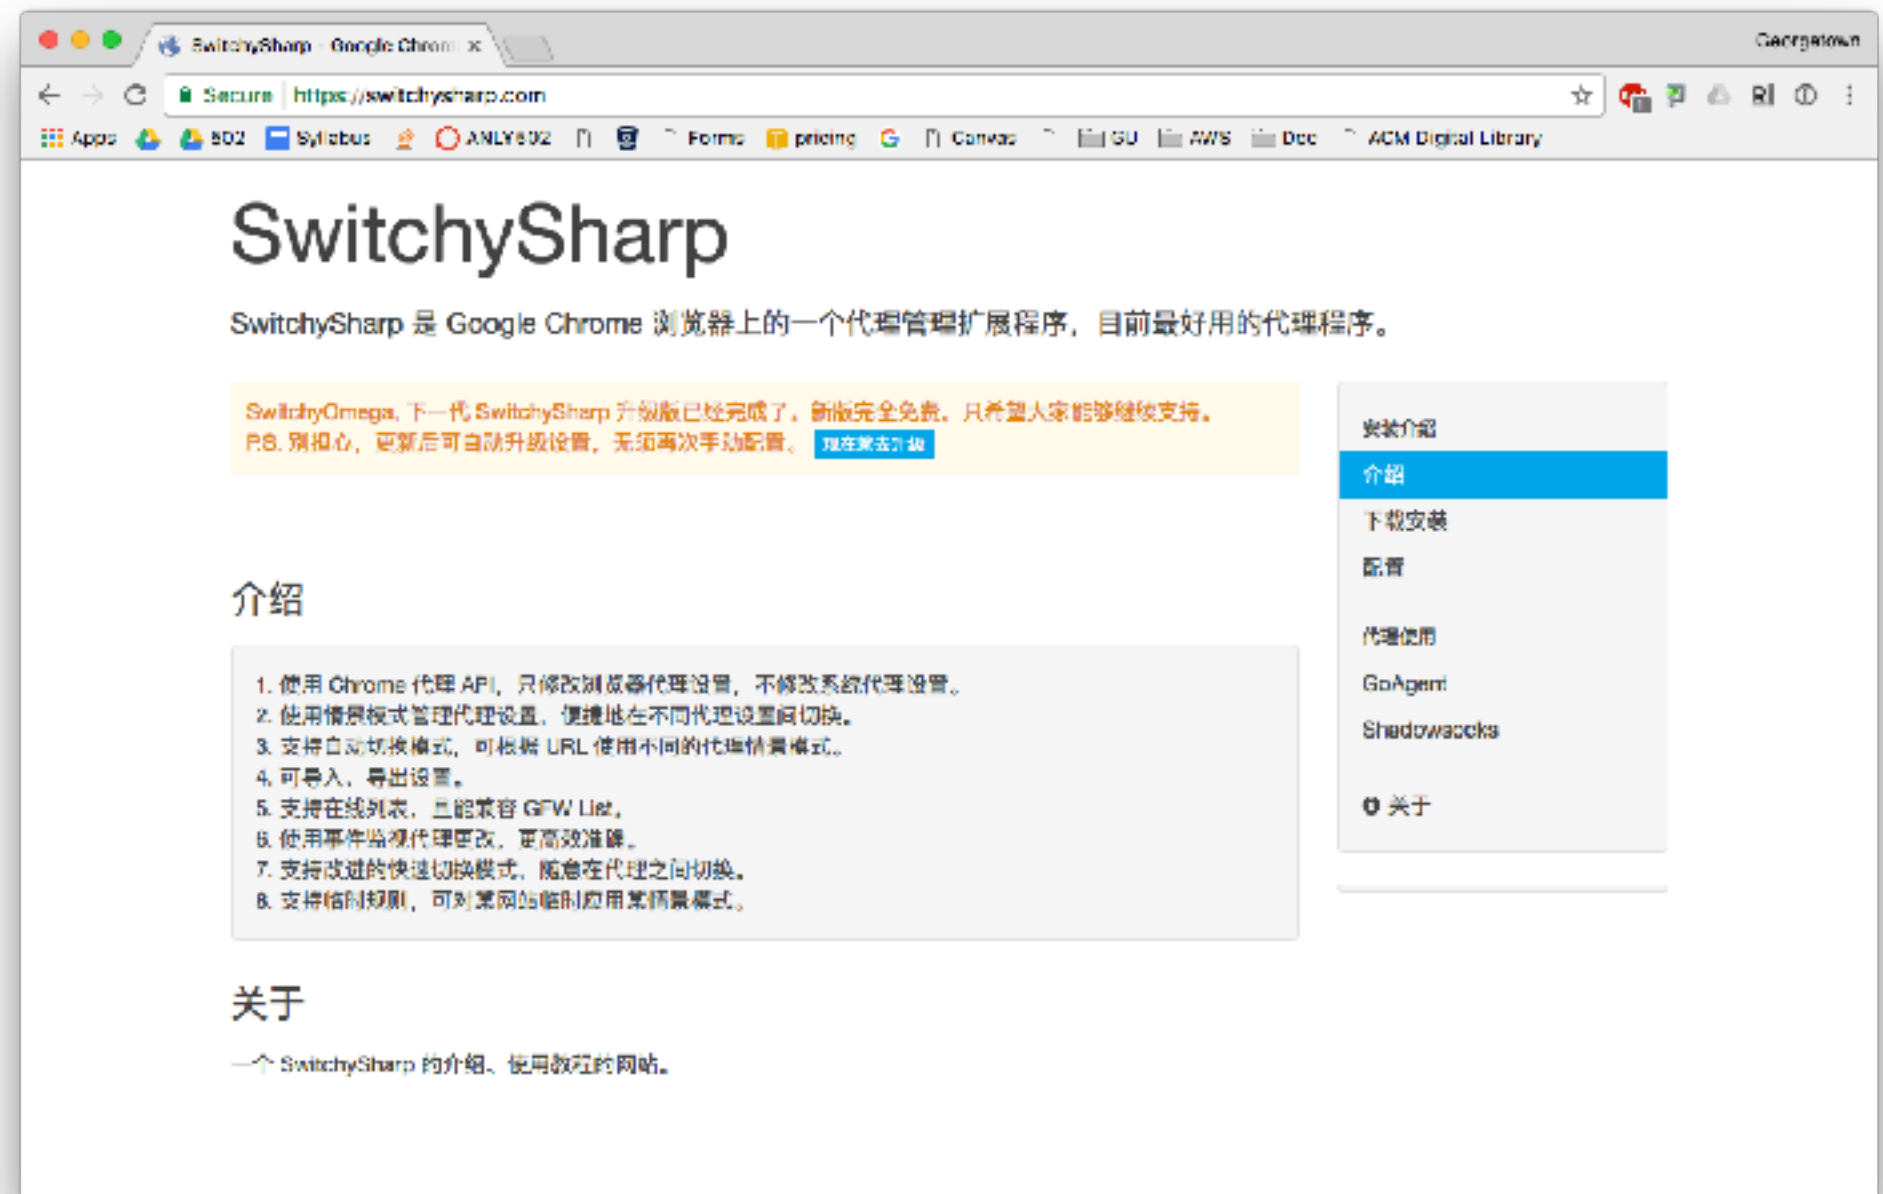 SwitchySharp - Google Chrom
Georgetown
Secure https://switchysharp.com
Apps 602 Syllabus ANLY602 Forms pricing Canvas GU AWS Doc ACM Digital Library
SwitchySharp
SwitchySharp 是 Google Chrome 浏览器上的一个代理管理扩展程序，目前最好用的代理程序。
SwitchyOmega, 下一代 SwitchySharp 升级版已经完成了。新版完全免费，只希望大家能够继续支持。
P.S. 别担心，更新后可自动升级设置，无须再次手动配置。 现在就去升级
介绍
1. 使用 Chrome 代理 API，只修改浏览器代理设置，不修改系统代理设置。
2. 使用情景模式管理代理设置，便捷地在不同代理设置间切换。
3. 支持自动切换模式，可根据 URL 使用不同的代理情景模式。
4. 可导入、导出设置。
5. 支持在线列表，且能兼容 GFW List。
6. 使用事件监视代理更改，更高效准确。
7. 支持改进的快速切换模式，随意在代理之间切换。
8. 支持临时规则，可对某网站临时应用某情景模式。
关于
一个 SwitchySharp 的介绍、使用教程的网站。
安装介绍
介绍
下载安装
配置
代理使用
GoAgent
Shadowsocks
关于